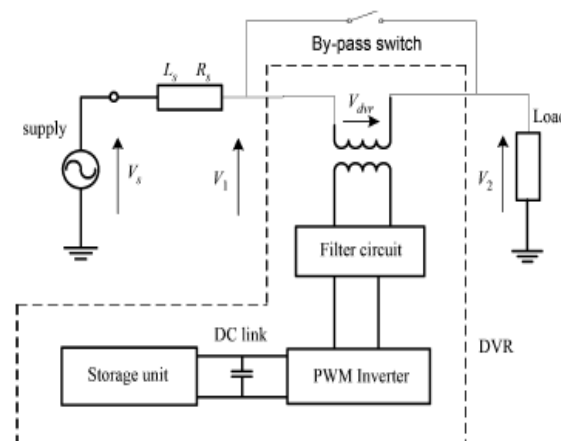 By-pass switch
L_s R_s
V_dvr
Load
supply
V_s
V_1
V_2
Filter circuit
DC link
DVR
Storage unit
PWM Inverter